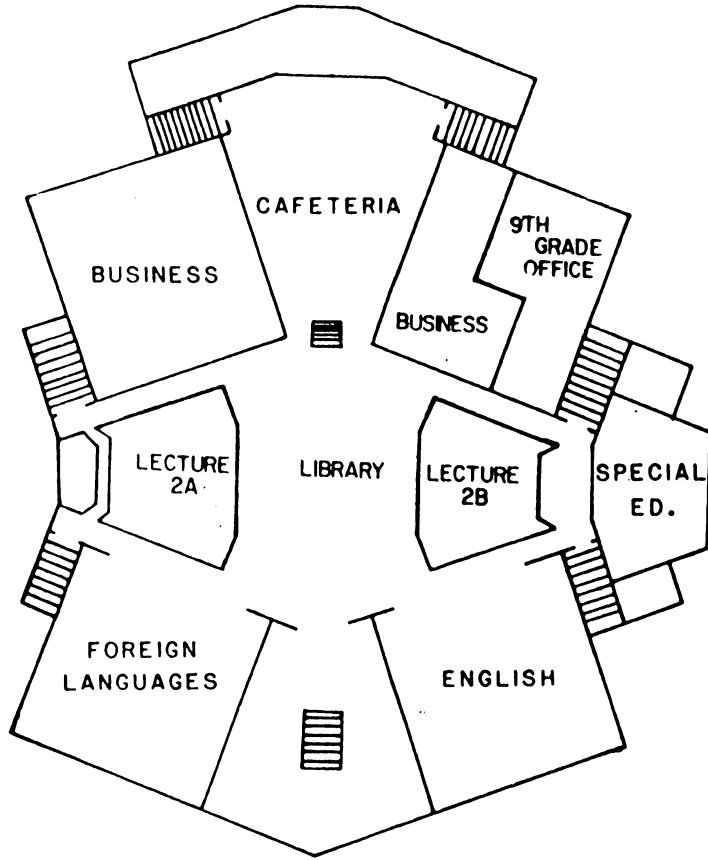 CAFETERIA
9TH
GRADE
OFFICE
BUSINESS
BUSINESS
LECTURE
2A
LIBRARY
LECTURE
2B
SPECIAL
ED.
FOREIGN
LANGUAGES
ENGLISH